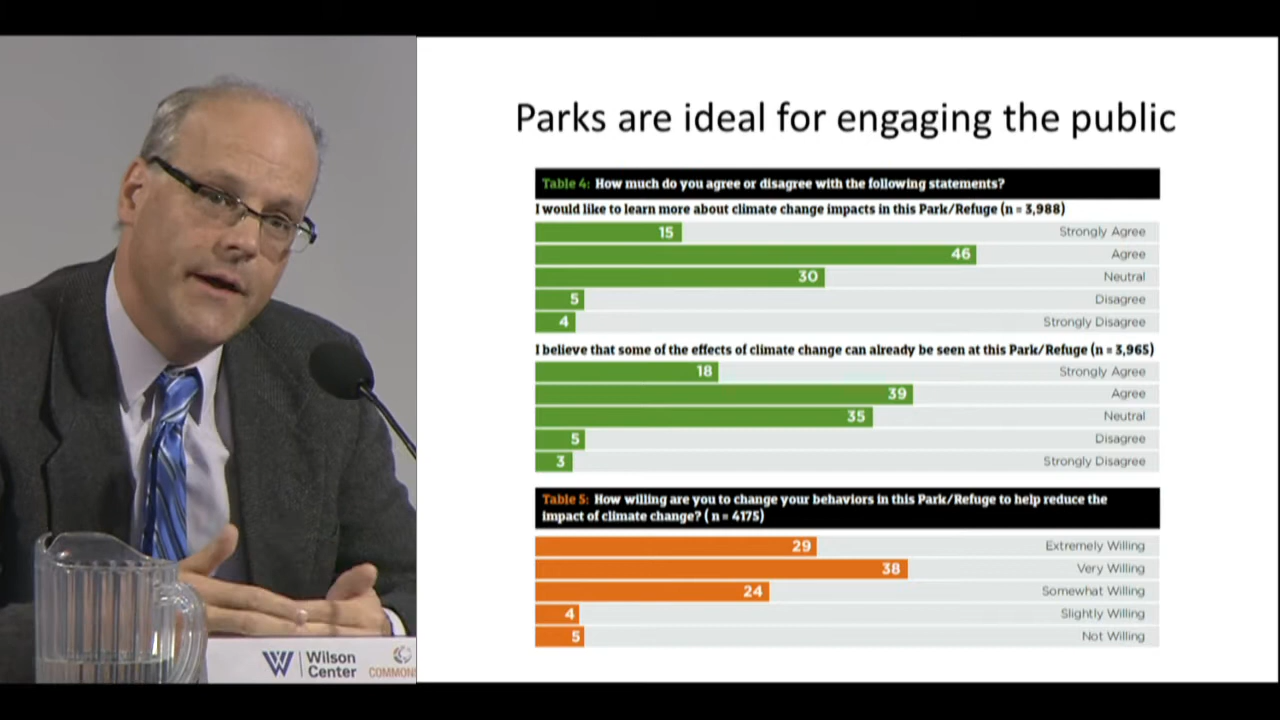 Parks are ideal for engaging the public
Table 4: How much do you agree or disagree with the following statements?
I would like to learn more about climate change impacts in this Park/Refuge (n = 3,988)
15 Strongly Agree
46 Agree
30 Neutral
5 Disagree
4 Strongly Disagree
I believe that some of the effects of climate change can already be seen at this Park/Refuge (n = 3,965)
18 Strongly Agree
39 Agree
35 Neutral
5 Disagree
3 Strongly Disagree
Table 5: How willing are you to change your behaviors in this Park/Refuge to help reduce the
impact of climate change? ( n = 4175)
29 Extremely Willing
38 Very Willing
24 Somewhat Willing
4 Slightly Willing
5 Not Willing
Wilson
Center
COMMONS